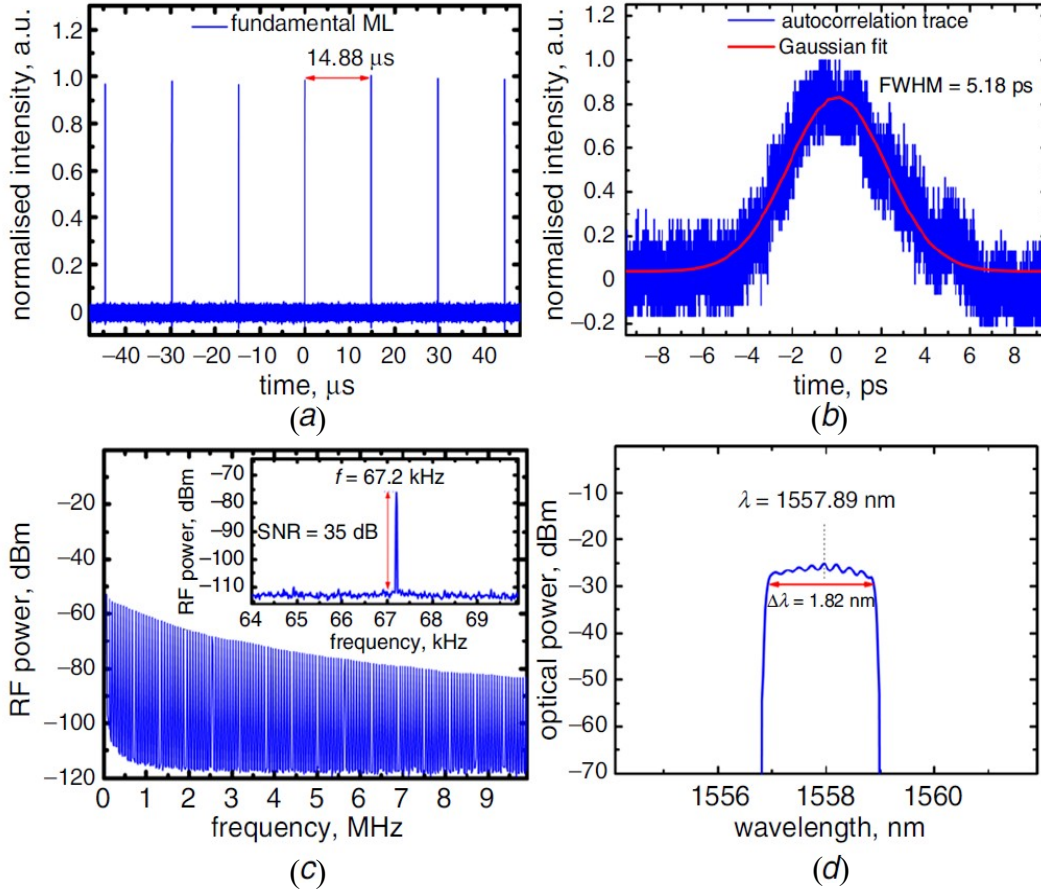 fundamental ML
14.88 μs
normalised intensity, a.u.
1.2
1.0
0.8
0.6
0.4
0.2
0
−40 −30 −20 −10 0 10 20 30 40
time, μs
(a)
autocorrelation trace
Gaussian fit
FWHM = 5.18 ps
normalised intensity, a.u.
1.2
1.0
0.8
0.6
0.4
0.2
0
−0.2
−8 −6 −4 −2 0 2 4 6 8
time, ps
(b)
RF power, dBm
−20
−40
−60
−80
−100
−120
0 1 2 3 4 5 6 7 8 9
frequency, MHz
RF power, dBm
−70
−80
−90
−100
−110
f = 67.2 kHz
SNR = 35 dB
64 65 66 67 68 69
frequency, kHz
(c)
optical power, dBm
−10
−20
−30
−40
−50
−60
−70
λ = 1557.89 nm
Δλ = 1.82 nm
1556 1558 1560
wavelength, nm
(d)